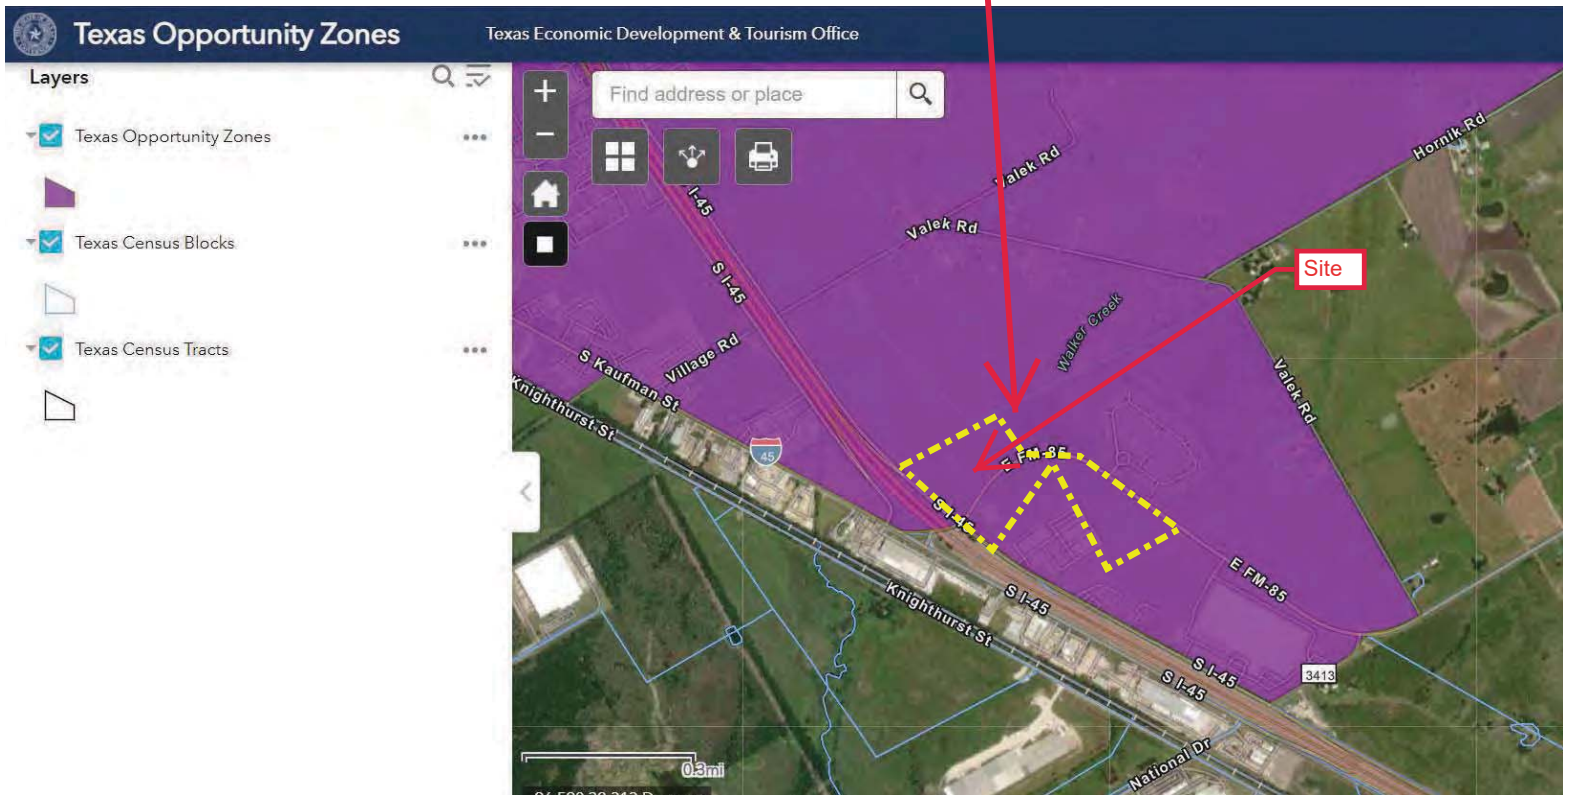 Texas Opportunity Zones
Texas Economic Development & Tourism Office
Layers
Texas Opportunity Zones
Texas Census Blocks
Texas Census Tracts
Find address or place
Hornik Rd
Valek Rd
Valek Rd
S I-45
S I-45
Site
Walker Creek
Village Rd
S Kaufman St
Knighthurst St
Valek Rd
45
E FM-85
S I-45
E FM-85
S I-45
Knighthurst St
S I-45
S I-45
3413
National Dr
0.3mi